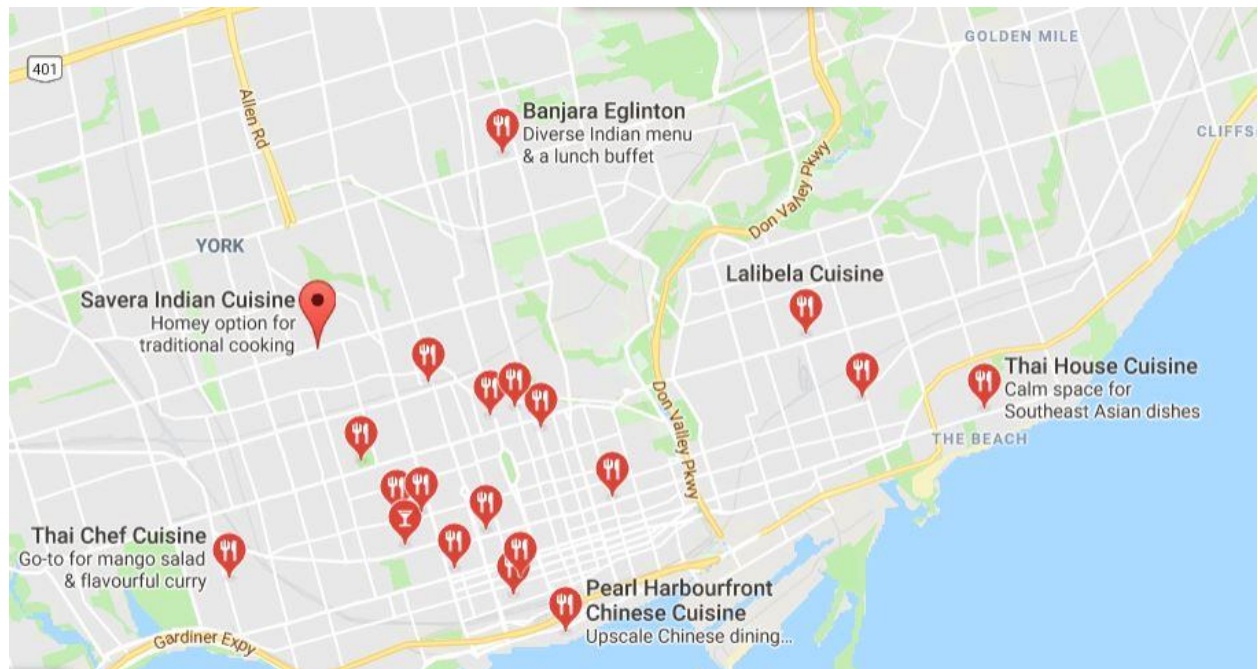 GOLDEN MILE
401
Allen Rd
Banjara Eglinton
Diverse Indian menu
& a lunch buffet
CLIFFS
Don Valley Pkwy
YORK
Lalibela Cuisine
Savera Indian Cuisine
Homey option for
traditional cooking
Thai House Cuisine
Calm space for
Southeast Asian dishes
Don Valley Pkwy
THE BEACH
Thai Chef Cuisine
Go-to for mango salad
& flavourful curry
Pearl Harbourfront
Chinese Cuisine
Upscale Chinese dining...
Gardiner Expy